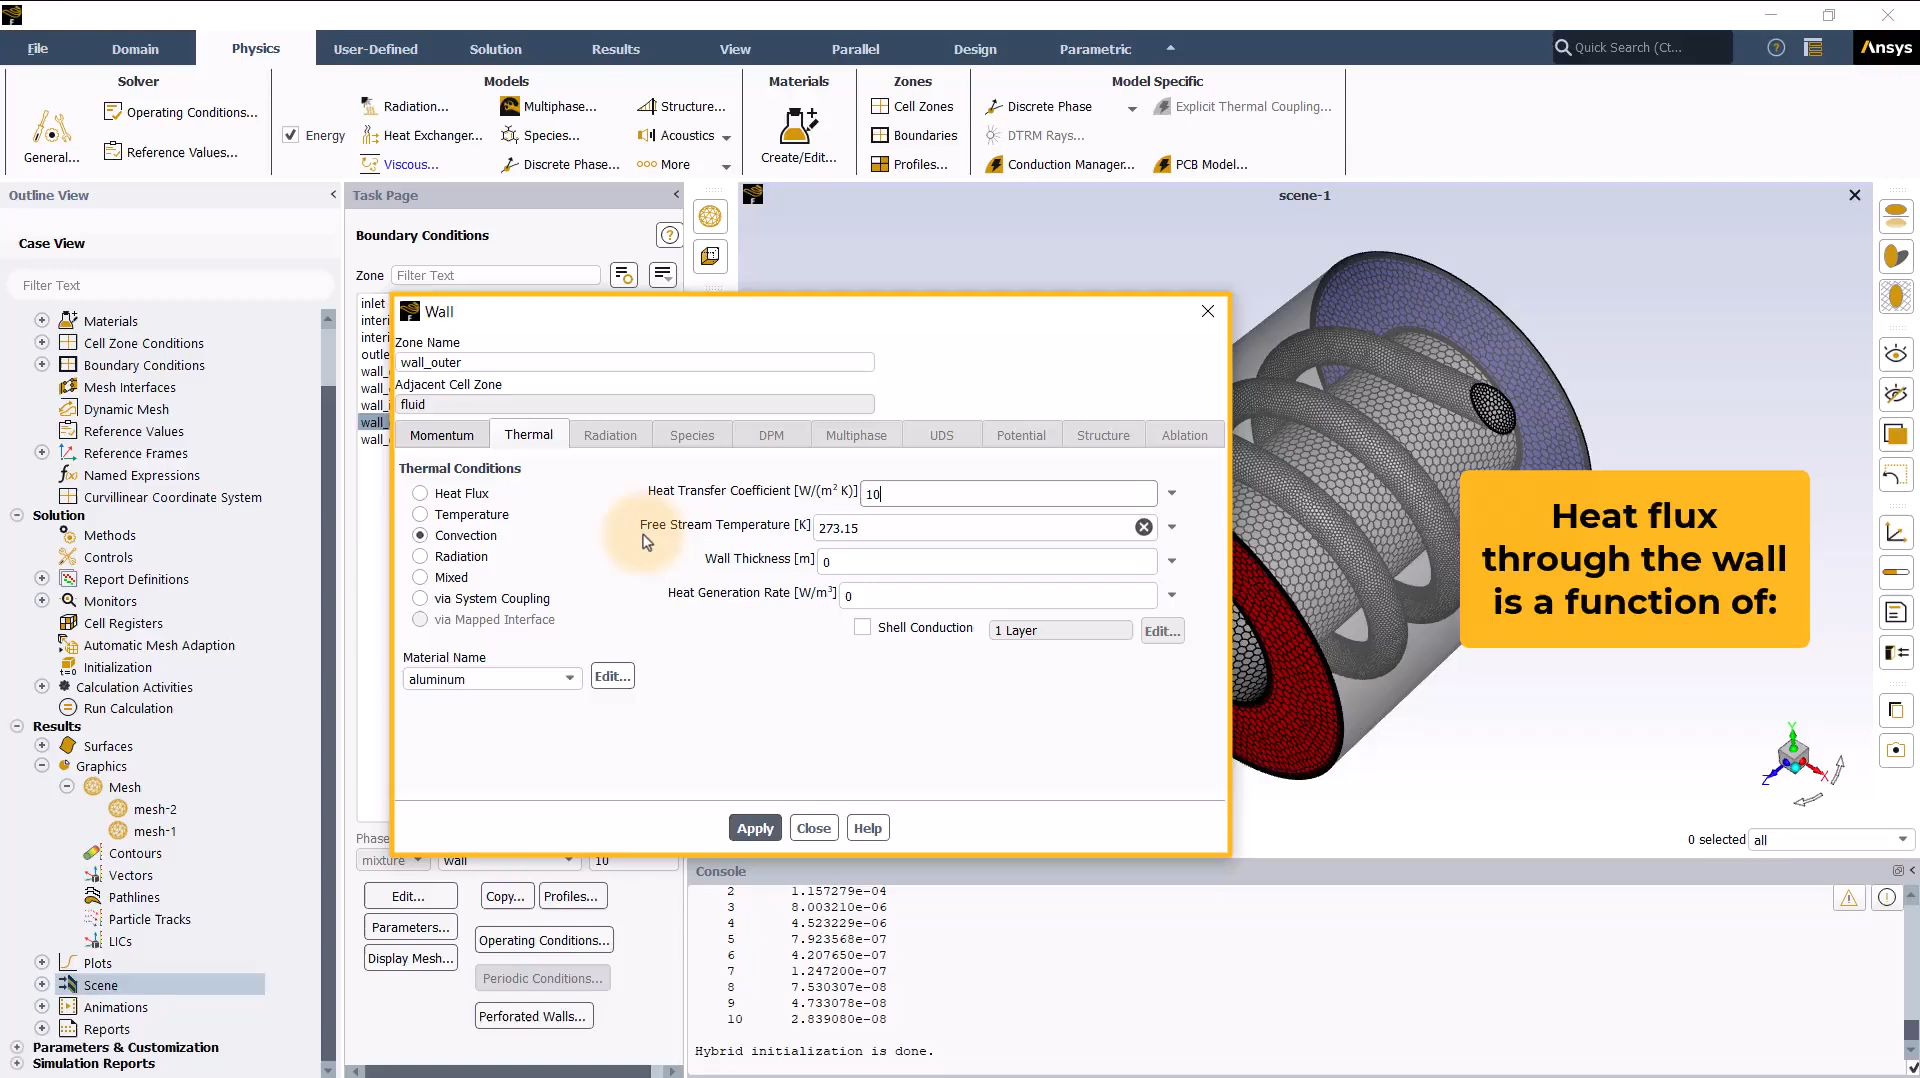 File
Domain
Physics
User-Defined
Solution
Results
View
Parallel
Design
Parametric
Quick Search (Ct...
Ansys
Solver
General...
Operating Conditions...
Reference Values...
Models
Energy
Radiation...
Heat Exchanger...
Viscous...
Multiphase...
Species...
Discrete Phase...
Structure...
Acoustics
More
Materials
Create/Edit...
Zones
Cell Zones
Boundaries
Profiles...
Model Specific
Discrete Phase
DTRM Rays...
Conduction Manager...
Explicit Thermal Coupling...
PCB Model...
Outline View
Case View
Filter Text
Materials
Cell Zone Conditions
Boundary Conditions
Mesh Interfaces
Dynamic Mesh
Reference Values
Reference Frames
Named Expressions
Curvillinear Coordinate System
Solution
Methods
Controls
Report Definitions
Monitors
Cell Registers
Automatic Mesh Adaption
Initialization
Calculation Activities
Run Calculation
Results
Surfaces
Graphics
Mesh
mesh-2
mesh-1
Contours
Vectors
Pathlines
Particle Tracks
LICs
Plots
Scene
Animations
Reports
Parameters & Customization
Simulation Reports
Task Page
Boundary Conditions
Zone
Filter Text
inlet
interi
interi
outle
wall_
wall_
wall_i
wall_
wall_
Phase
mixture
wall
10
Edit...
Copy...
Profiles...
Parameters...
Operating Conditions...
Display Mesh...
Periodic Conditions...
Perforated Walls...
Wall
Zone Name
wall_outer
Adjacent Cell Zone
fluid
Momentum
Thermal
Radiation
Species
DPM
Multiphase
UDS
Potential
Structure
Ablation
Thermal Conditions
Heat Flux
Temperature
Convection
Radiation
Mixed
via System Coupling
via Mapped Interface
Heat Transfer Coefficient [W/(m² K)] 10
Free Stream Temperature [K] 273.15
Wall Thickness [m] 0
Heat Generation Rate [W/m³] 0
Shell Conduction
1 Layer
Edit...
Material Name
aluminum
Edit...
Apply
Close
Help
scene-1
Heat flux
through the wall
is a function of:
Y
X
Z
0 selected
all
Console
2 1.157279e-04
3 8.003210e-06
4 4.523229e-06
5 7.923568e-07
6 4.207650e-07
7 1.247200e-07
8 7.530307e-08
9 4.733078e-08
10 2.839080e-08
Hybrid initialization is done.